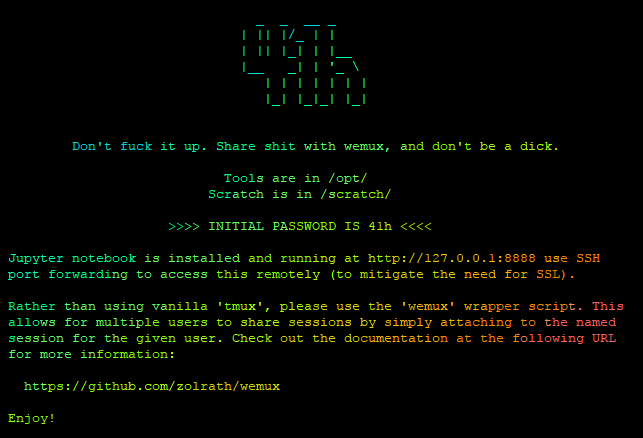 Don't fuck it up. Share shit with wemux, and don't be a dick.
Tools are in /opt/
Scratch is in /scratch/
>>>> INITIAL PASSWORD IS 41h <<<<
Jupyter notebook is installed and running at http://127.0.0.1:8888 use SSH
port forwarding to access this remotely (to mitigate the need for SSL).
Rather than using vanilla 'tmux', please use the 'wemux' wrapper script. This
allows for multiple users to share sessions by simply attaching to the named
session for the given user. Check out the documentation at the following URL
for more information:
https://github.com/zolrath/wemux
Enjoy!